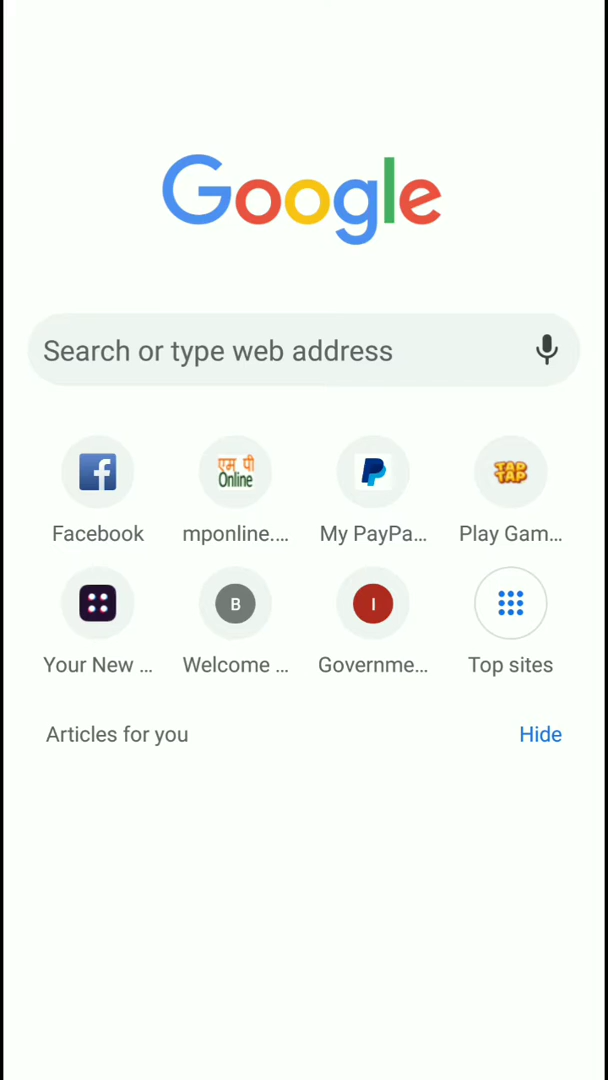 Google
Search or type web address
एम पी
Online
TAP
TAP
Facebook
mponline....
My PayPa...
Play Gam...
B
I
Your New ...
Welcome ...
Governme...
Top sites
Articles for you
Hide